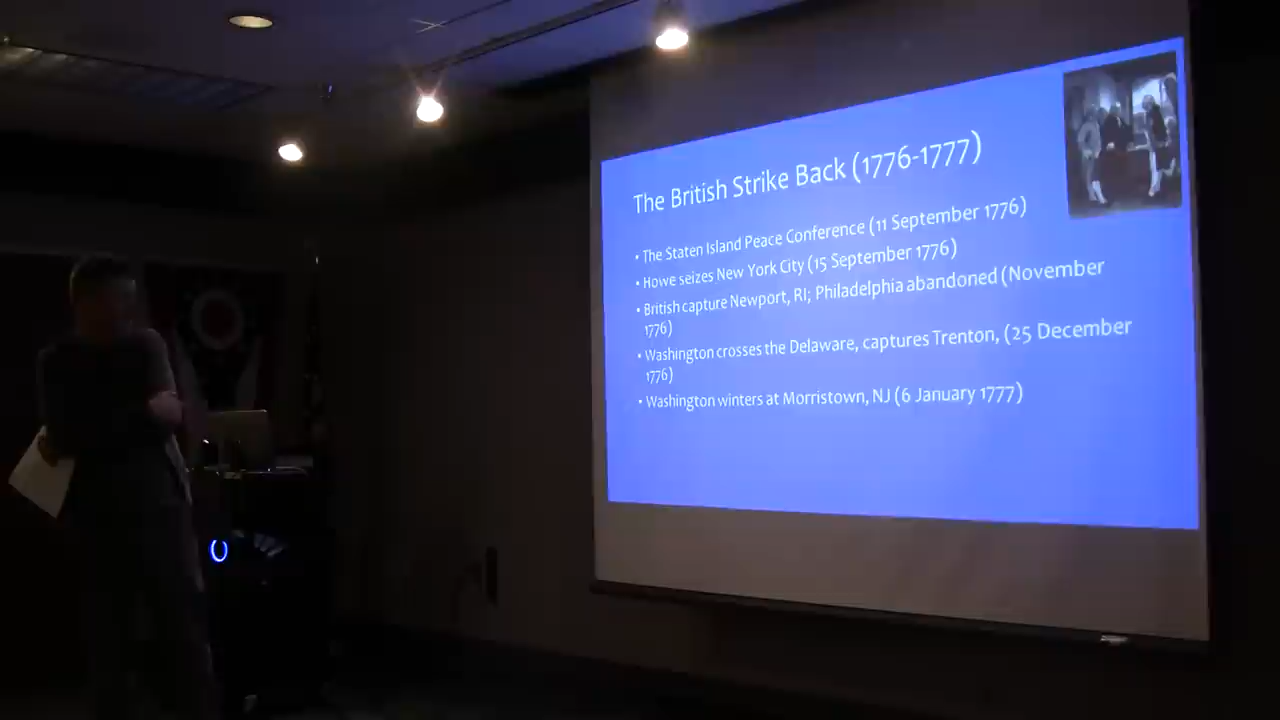 The British Strike Back (1776-1777)
• The Staten Island Peace Conference (11 September 1776)
• Howe seizes New York City (15 September 1776)
• British capture Newport, RI; Philadelphia abandoned (November
1776)
• Washington crosses the Delaware, captures Trenton, (25 December
1776)
• Washington winters at Morristown, NJ (6 January 1777)